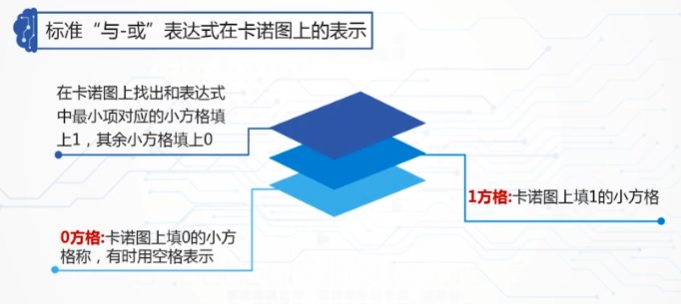 标准“与-或”表达式在卡诺图上的表示
在卡诺图上找出和表达式
中最小项对应的小方格填
上1，其余小方格填上0
1方格:卡诺图上填1的小方格
0方格:卡诺图上填0的小方
格称，有时用空格表示